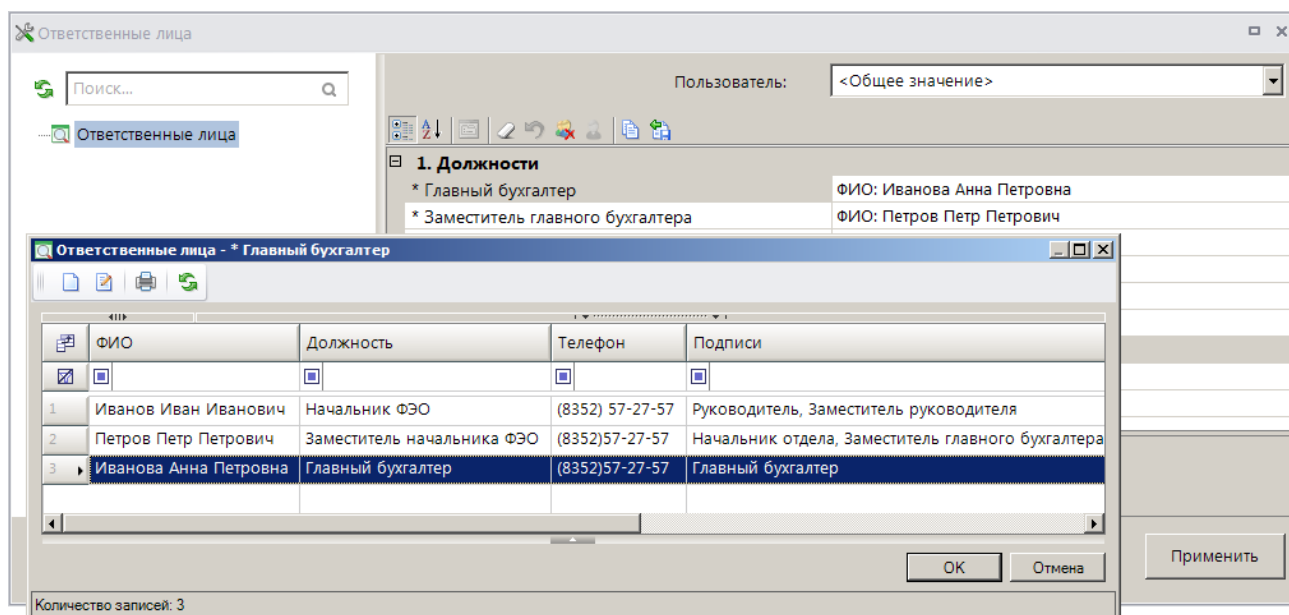 Ответственные лица
Поиск...
Пользователь: <Общее значение>
Ответственные лица
1. Должности
* Главный бухгалтер ФИО: Иванова Анна Петровна
* Заместитель главного бухгалтера ФИО: Петров Петр Петрович
Ответственные лица - * Главный бухгалтер
ФИО Должность Телефон Подписи
1 Иванов Иван Иванович Начальник ФЭО (8352) 57-27-57 Руководитель, Заместитель руководителя
2 Петров Петр Петрович Заместитель начальника ФЭО (8352)57-27-57 Начальник отдела, Заместитель главного бухгалтера
3 Иванова Анна Петровна Главный бухгалтер (8352)57-27-57 Главный бухгалтер
OK Отмена
Применить
Количество записей: 3